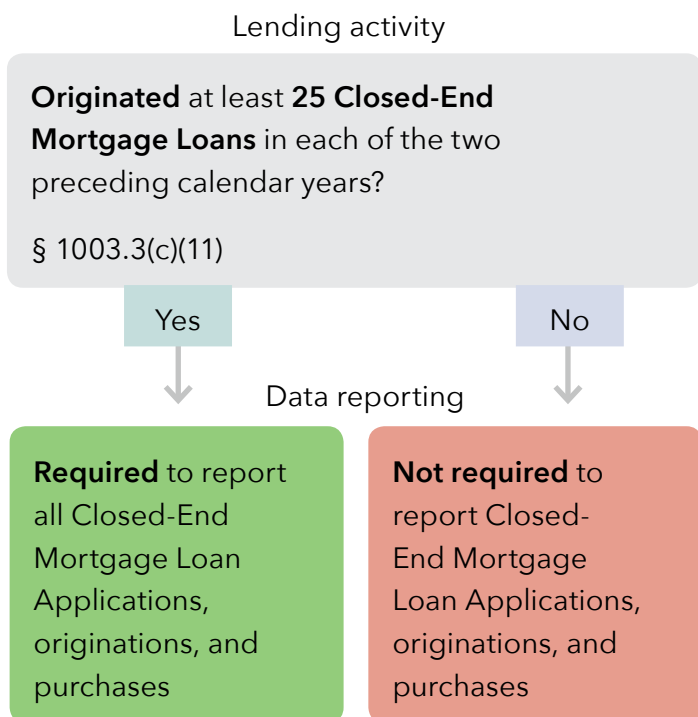 Lending activity
Originated at least 25 Closed-End
Mortgage Loans in each of the two
preceding calendar years?
§ 1003.3(c)(11)
Yes
No
Data reporting
Required to report
all Closed-End
Mortgage Loan
Applications,
originations, and
purchases
Not required to
report Closed-
End Mortgage
Loan Applications,
originations, and
purchases